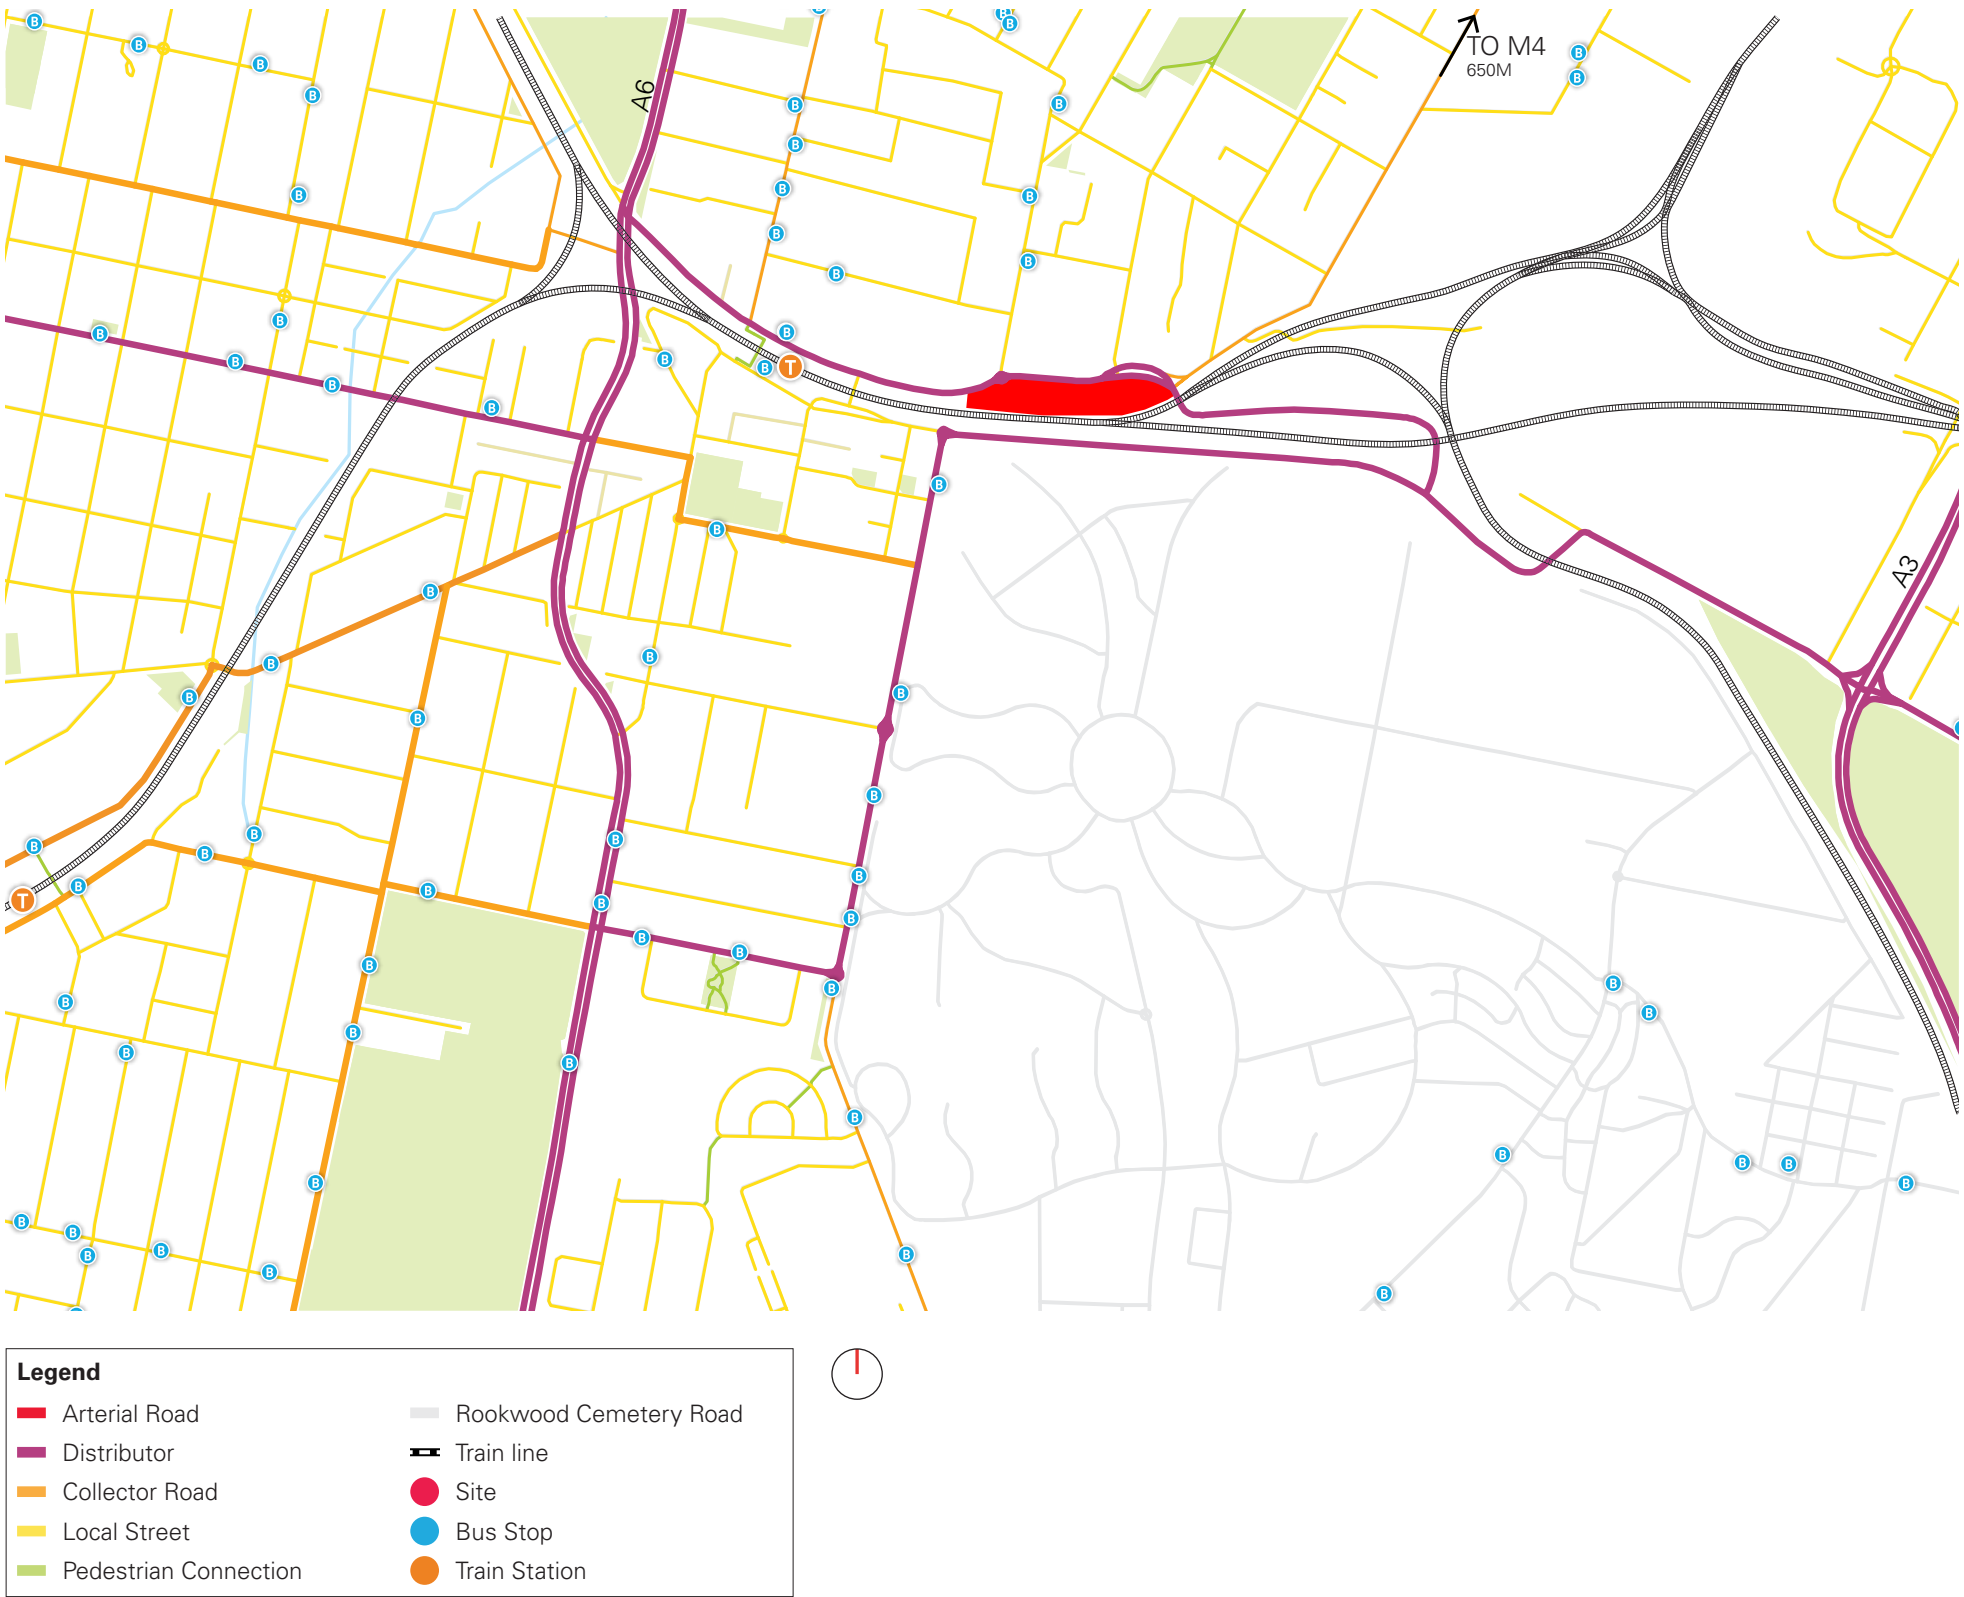 A6
TO M4
650M
A3
Legend
Arterial Road
Distributor
Collector Road
Local Street
Pedestrian Connection
Rookwood Cemetery Road
Train line
Site
Bus Stop
Train Station